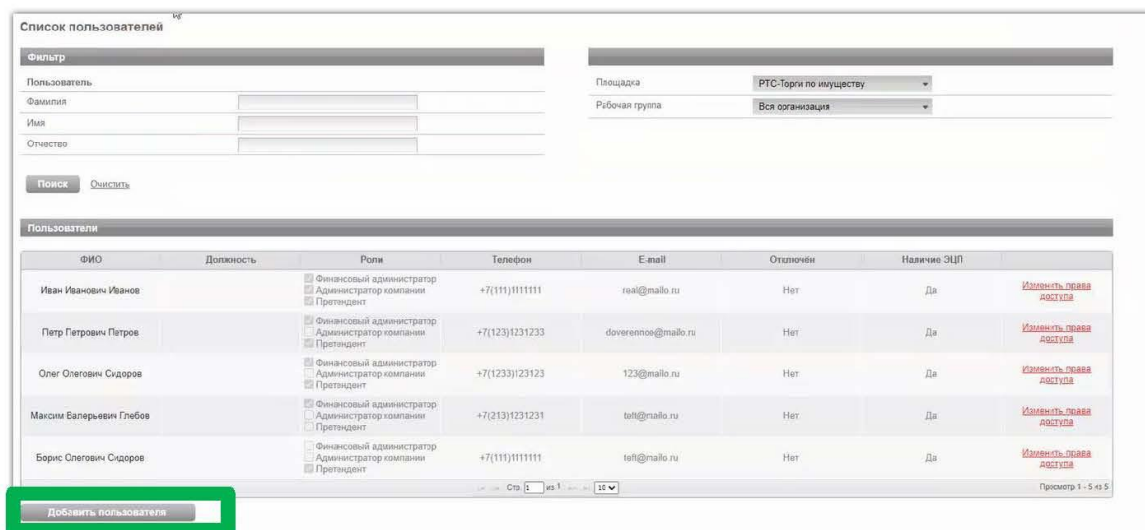 Список пользователей
Фильтр
Пользователь
Фамилия
Имя
Отчество
Площадка РТС-Торги по имуществу
Рабочая группа Вся организация
Поиск Очистить
Пользователи
ФИО Должность Роли Телефон E-mail Отключён Наличие ЭЦП
Иван Иванович Иванов Финансовый администратор +7(111)1111111 real@mailo.ru Нет Да Изменить права
Администратор компании доступа
Претендент
Петр Петрович Петров Финансовый администратор +7(123)1231233 doverennoe@mailo.ru Нет Да Изменить права
Администратор компании доступа
Претендент
Олег Олегович Сидоров Финансовый администратор +7(1233)123123 123@mailo.ru Нет Да Изменить права
Администратор компании доступа
Претендент
Максим Валерьевич Глебов Финансовый администратор +7(213)1231231 teft@mailo.ru Нет Да Изменить права
Администратор компании доступа
Претендент
Борис Олегович Сидоров Финансовый администратор +7(111)1111111 teft@mailo.ru Нет Да Изменить права
Администратор компании доступа
Претендент
Стр. 1 из 1 10 Просмотр 1 - 5 из 5
Добавить пользователя